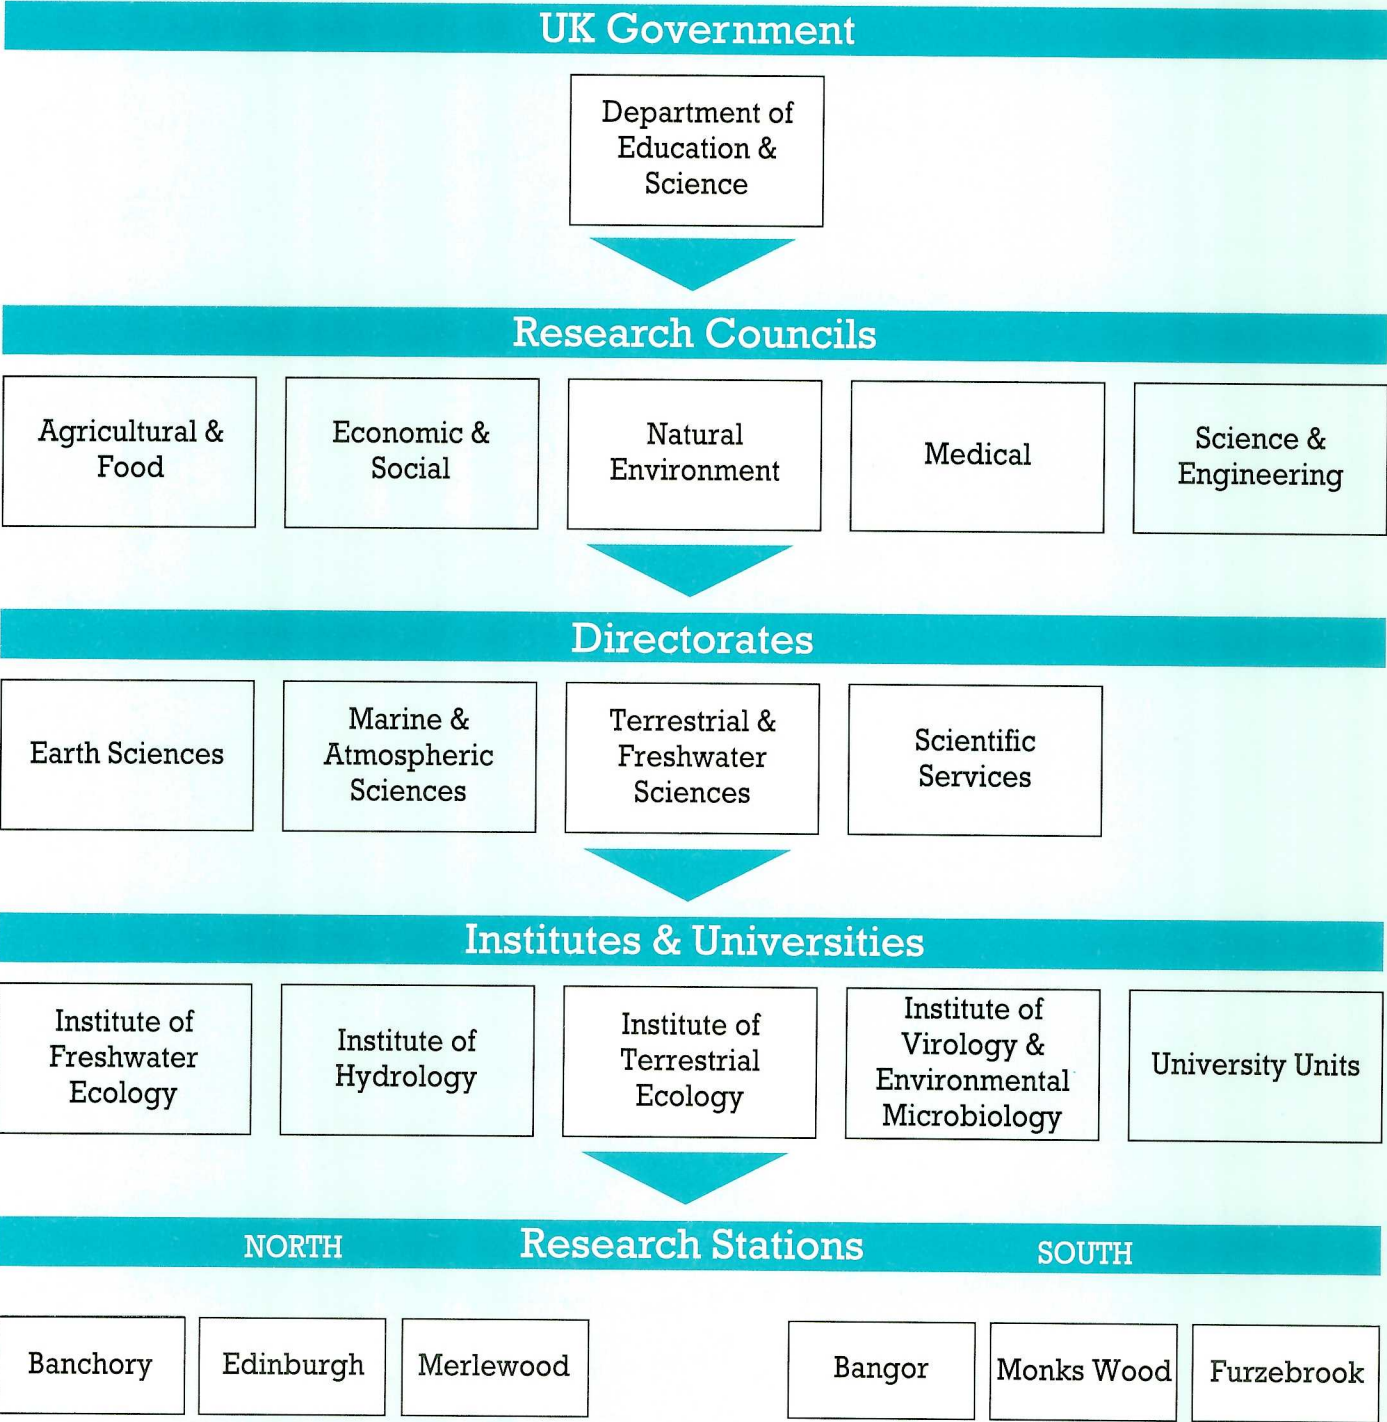 UK Government
Department of
Education &
Science
Research Councils
Agricultural &
Food
Economic &
Social
Natural
Environment
Medical
Science &
Engineering
Directorates
Earth Sciences
Marine &
Atmospheric
Sciences
Terrestrial &
Freshwater
Sciences
Scientific
Services
Institutes & Universities
Institute of
Freshwater
Ecology
Institute of
Hydrology
Institute of
Terrestrial
Ecology
Institute of
Virology &
Environmental
Microbiology
University Units
NORTH Research Stations SOUTH
Banchory
Edinburgh
Merlewood
Bangor
Monks Wood
Furzebrook